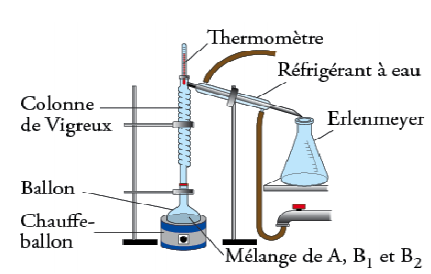 Thermomètre
Réfrigérant à eau
Colonne
de Vigreux
Erlenmeyer
Ballon
Chauffe-
ballon
Mélange de A, B₁ et B₂